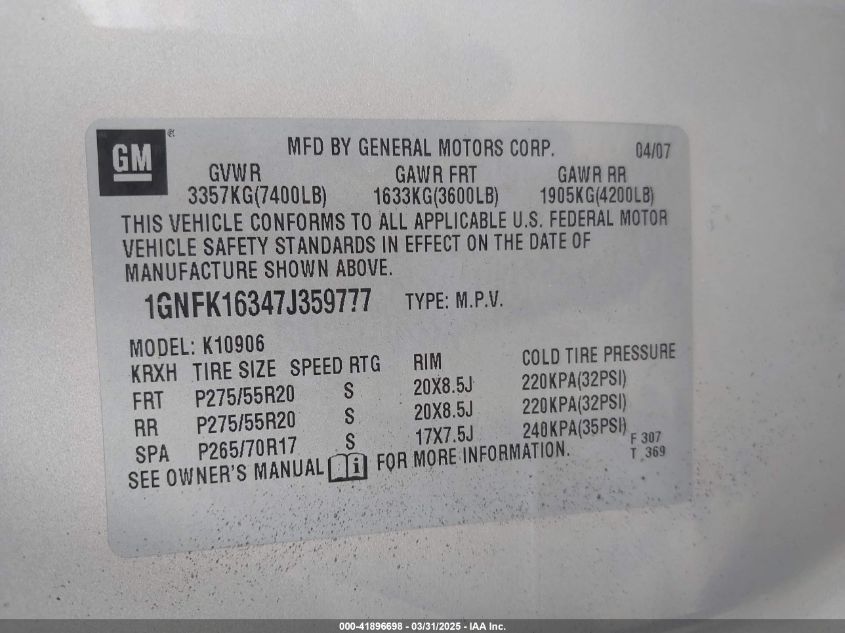 GM
MFD BY GENERAL MOTORS CORP. 04/07
GVWR GAWR FRT GAWR RR
3357KG(7400LB) 1633KG(3600LB) 1905KG(4200LB)
THIS VEHICLE CONFORMS TO ALL APPLICABLE U.S. FEDERAL MOTOR
VEHICLE SAFETY STANDARDS IN EFFECT ON THE DATE OF
MANUFACTURE SHOWN ABOVE.
1GNFK16347J359777 TYPE: M.P.V.
MODEL: K10906
KRXH TIRE SIZE SPEED RTG RIM COLD TIRE PRESSURE
FRT P275/55R20 S 20X8.5J 220KPA(32PSI)
RR P275/55R20 S 20X8.5J 220KPA(32PSI)
SPA P265/70R17 S 17X7.5J 240KPA(35PSI)
F 307
T 369
SEE OWNER'S MANUAL FOR MORE INFORMATION.
000-41896698 - 03/31/2025 - IAA Inc.